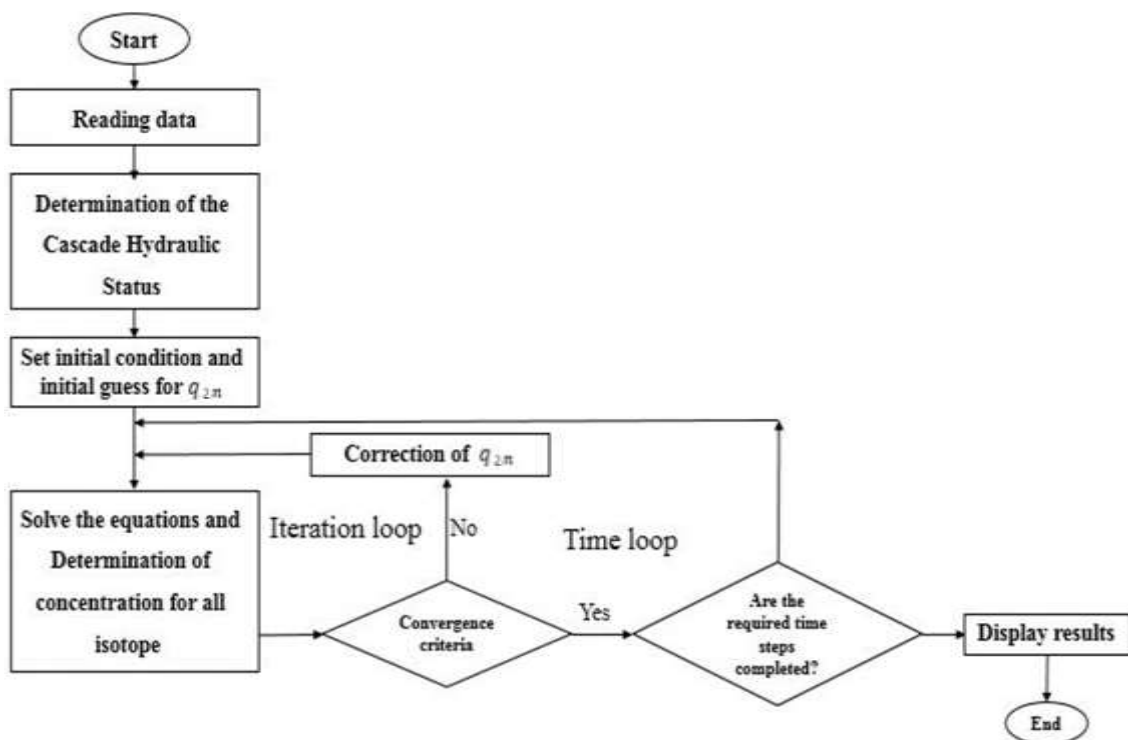 Start
Reading data
Determination of the
Cascade Hydraulic
Status
Set initial condition and
initial guess for q₂ₙ
Correction of q₂ₙ
Solve the equations and
Determination of
concentration for all
isotope
Iteration loop
No
Time loop
Convergence
criteria
Yes
Are the
required time
steps
completed?
Display results
End